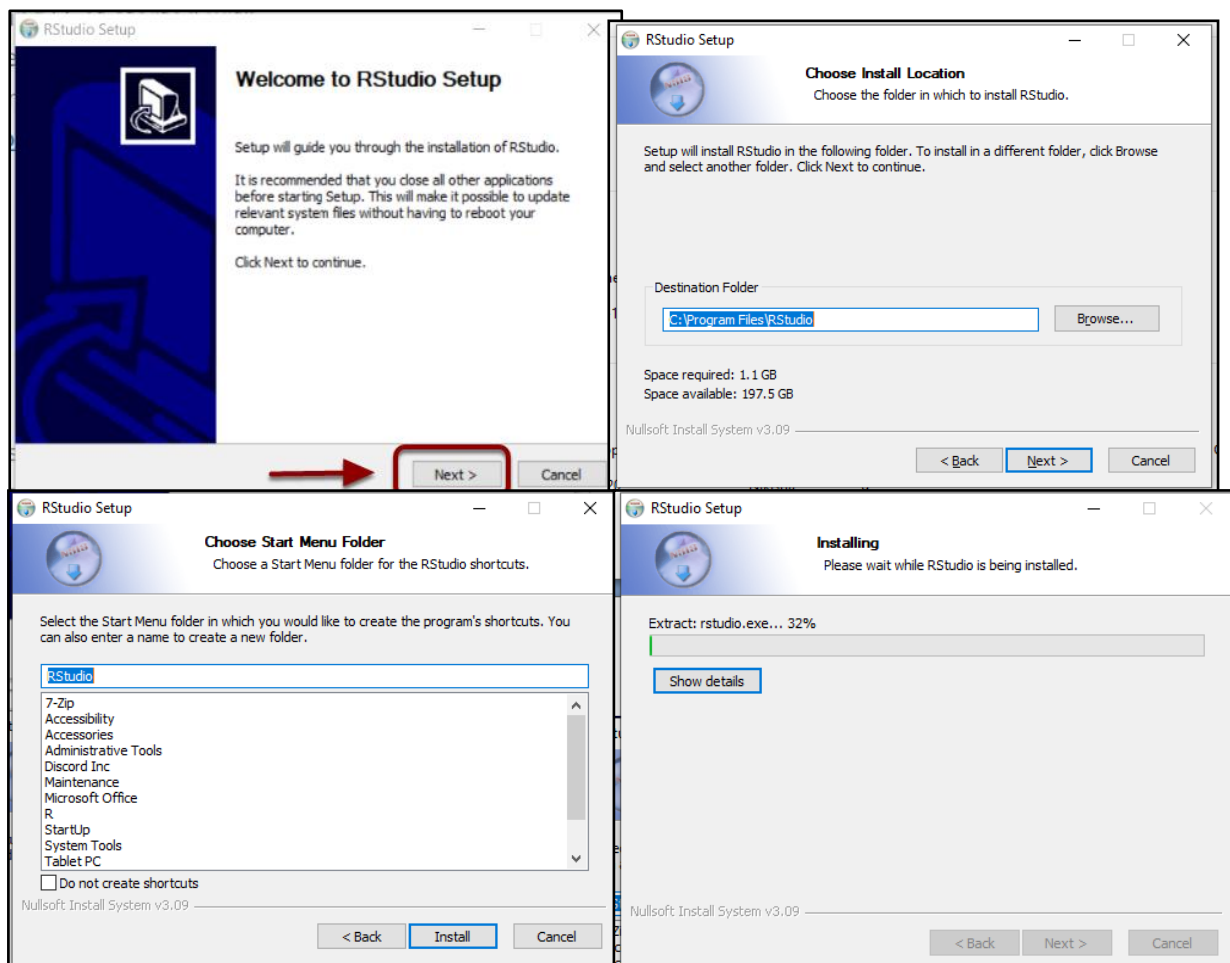 RStudio Setup
Welcome to RStudio Setup
Setup will guide you through the installation of RStudio.
It is recommended that you close all other applications
before starting Setup. This will make it possible to update
relevant system files without having to reboot your
computer.
Click Next to continue.
Next >
Cancel
RStudio Setup
Choose Install Location
Choose the folder in which to install RStudio.
Setup will install RStudio in the following folder. To install in a different folder, click Browse
and select another folder. Click Next to continue.
Destination Folder
C:\Program Files\RStudio
Browse...
Space required: 1.1 GB
Space available: 197.5 GB
Nullsoft Install System v3.09
< Back
Next >
Cancel
RStudio Setup
Choose Start Menu Folder
Choose a Start Menu folder for the RStudio shortcuts.
Select the Start Menu folder in which you would like to create the program's shortcuts. You
can also enter a name to create a new folder.
RStudio
7-Zip
Accessibility
Accessories
Administrative Tools
Discord Inc
Maintenance
Microsoft Office
R
StartUp
System Tools
Tablet PC
Do not create shortcuts
Nullsoft Install System v3.09
< Back
Install
Cancel
RStudio Setup
Installing
Please wait while RStudio is being installed.
Extract: rstudio.exe... 32%
Show details
Nullsoft Install System v3.09
< Back
Next >
Cancel